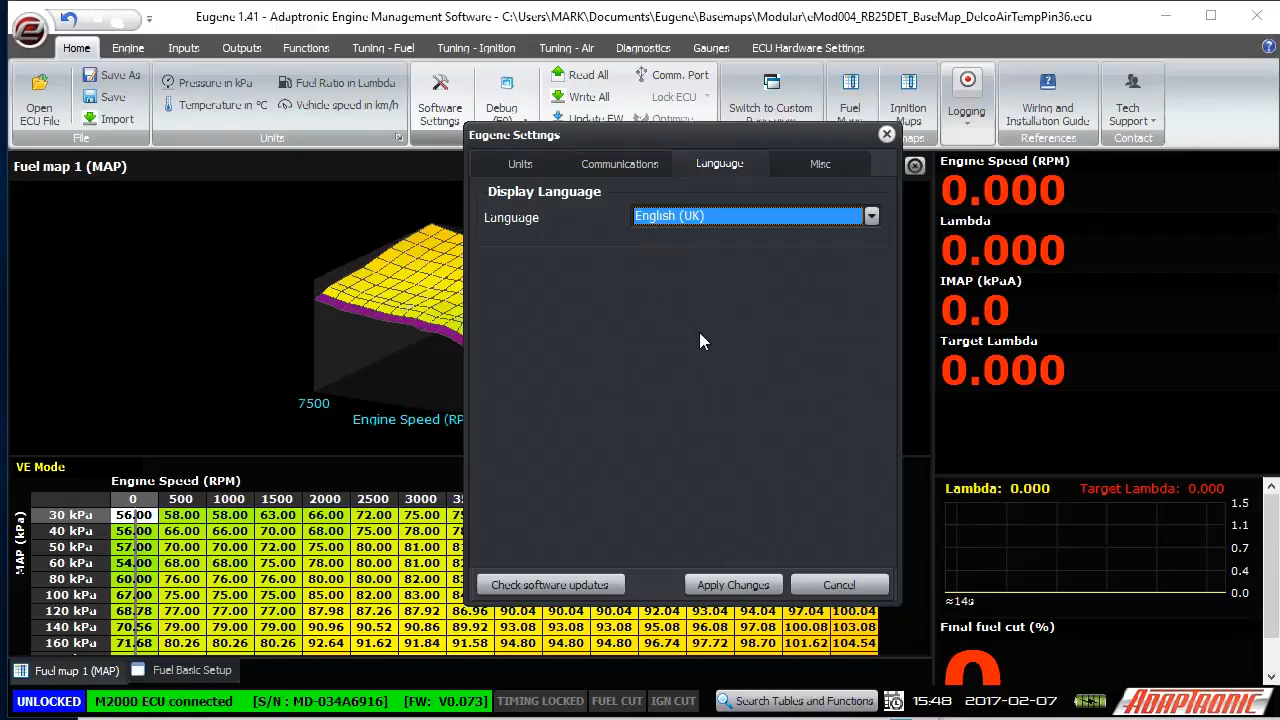 Eugene 1.41 - Adaptronic Engine Management Software - C:\Users\MARK\Documents\Eugene\Basemaps\Modular\eMod004_RB25DET_BaseMap_DelcoAirTempPin36.ecu
Home Engine Inputs Outputs Functions Tuning - Fuel Tuning - Ignition Tuning - Air Diagnostics Gauges ECU Hardware Settings
Save As Pressure in kPa Fuel Ratio in Lambda Read All Comm. Port
Save Temperature in °C Vehicle speed in km/h Write All Lock ECU
Open ECU File Import Software Settings Debug (F9) Update FW Optimize Switch to Custom Fuel Ignition Maps Logging Wiring and Installation Guide Tech Support
File Units maps References Contact
Eugene Settings
Units Communications Language Misc
Display Language
Language English (UK)
Check software updates Apply Changes Cancel
Fuel map 1 (MAP)
7500
Engine Speed (RP
VE Mode
Engine Speed (RPM)
MAP (kPa)
0 500 1000 1500 2000 2500 3000
30 kPa 56.00 58.00 58.00 63.00 66.00 72.00 75.00
40 kPa 56.00 66.00 66.00 70.00 68.00 75.00 78.00
50 kPa 57.00 70.00 70.00 72.00 75.00 80.00 81.00
60 kPa 54.00 68.00 68.00 75.00 78.00 81.00 82.00
80 kPa 60.00 76.00 76.00 80.00 80.00 82.00 82.00
100 kPa 67.00 78.00 78.00 85.00 82.00 83.00 84.00
120 kPa 68.78 77.00 77.00 87.98 87.26 87.92 86.96 90.04 90.04 92.04 93.04 94.04 97.04 100.04
140 kPa 70.56 79.00 79.00 90.96 90.52 90.86 89.92 93.08 93.08 95.08 96.08 97.08 100.08 103.08
160 kPa 71.68 80.26 80.26 92.64 91.62 92.84 91.58 94.80 94.80 96.74 97.72 98.70 101.62 104.54
Engine Speed (RPM)
0.000
Lambda
0.000
IMAP (kPaA)
0.0
Target Lambda
0.000
Lambda: 0.000 Target Lambda: 0.000
1.5
1.1
0.7
0.4
0.0
≈14s
Final fuel cut (%)
0
Fuel map 1 (MAP) Fuel Basic Setup
UNLOCKED M2000 ECU connected [S/N : MD-034A6916] [FW: V0.073] TIMING LOCKED FUEL CUT IGN CUT Search Tables and Functions 15:48 2017-02-07 ADAPTRONIC